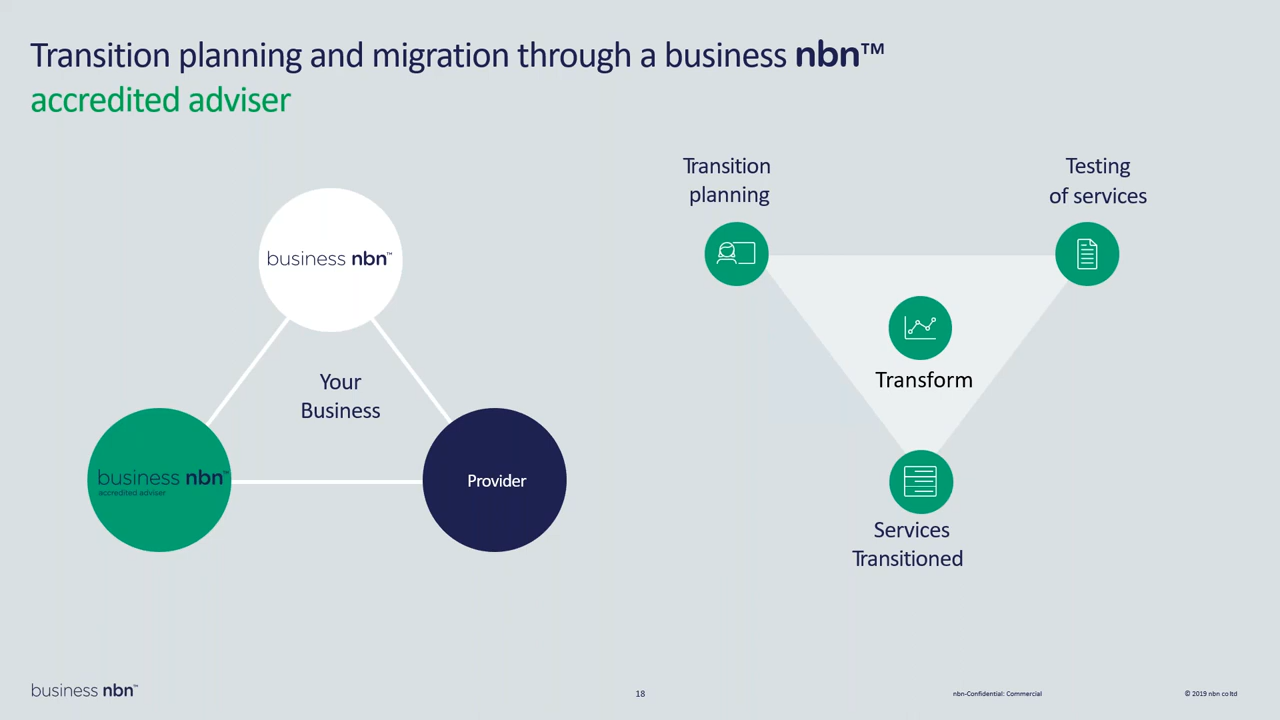 Transition planning and migration through a business nbn™
accredited adviser
business nbn™
Your
Business
business nbn™
accredited adviser
Provider
Transition
planning
Testing
of services
Transform
Services
Transitioned
business nbn™
18
nbn-Confidential: Commercial
© 2019 nbn co ltd